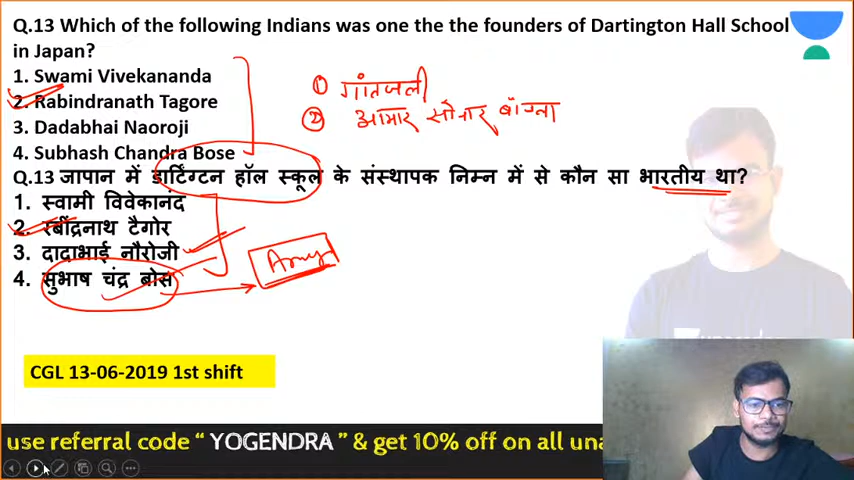 Q.13 Which of the following Indians was one the the founders of Dartington Hall School
in Japan?
1. Swami Vivekananda
2. Rabindranath Tagore
3. Dadabhai Naoroji
4. Subhash Chandra Bose
① गांतजली
② आमार सोनार बाँग्ला
Q.13 जापान में डार्टिंग्टन हॉल स्कूल के संस्थापक निम्न में से कौन सा भारतीय था?
1. स्वामी विवेकानंद
2. रबींद्रनाथ टैगोर
3. दादाभाई नौरोजी
4. सुभाष चंद्र बोस
Army
CGL 13-06-2019 1st shift
use referral code “ YOGENDRA ” & get 10% off on all una